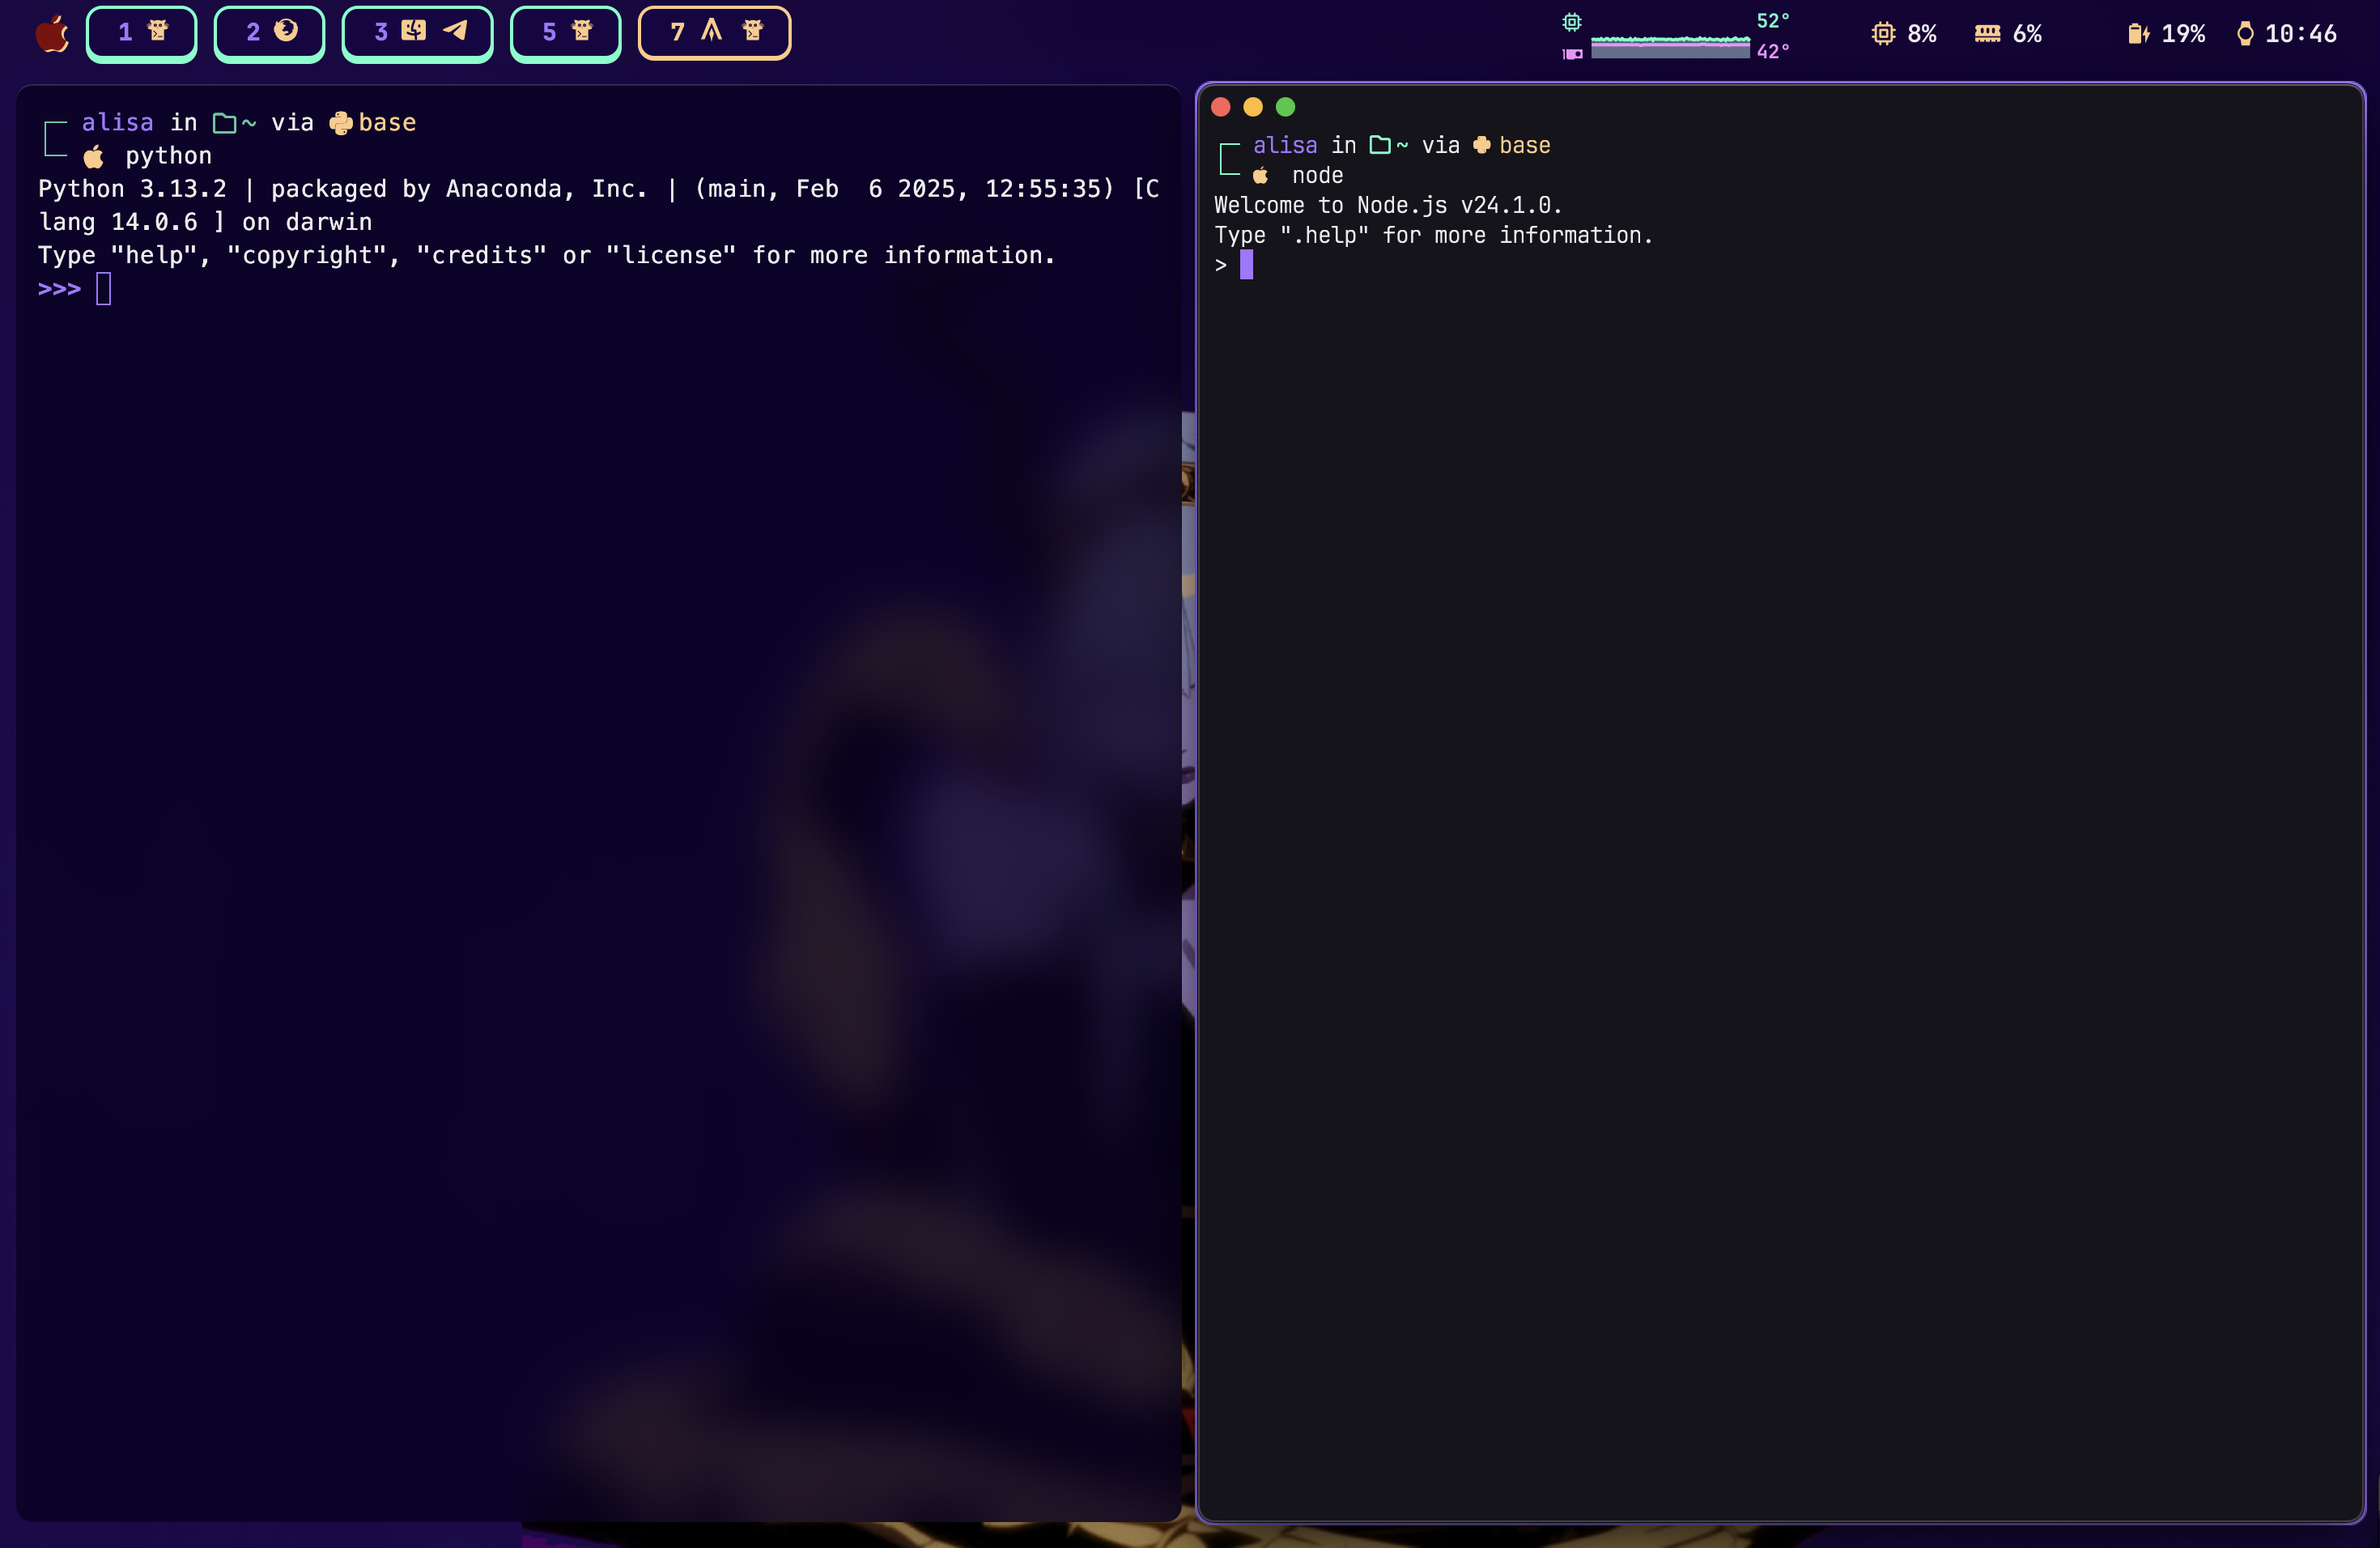 1 2 3 5 7 52° 42° 8% 6% 19% 10:46
alisa in ~ via base
python
Python 3.13.2 | packaged by Anaconda, Inc. | (main, Feb  6 2025, 12:55:35) [C
lang 14.0.6 ] on darwin
Type "help", "copyright", "credits" or "license" for more information.
>>>
alisa in ~ via base
node
Welcome to Node.js v24.1.0.
Type ".help" for more information.
>